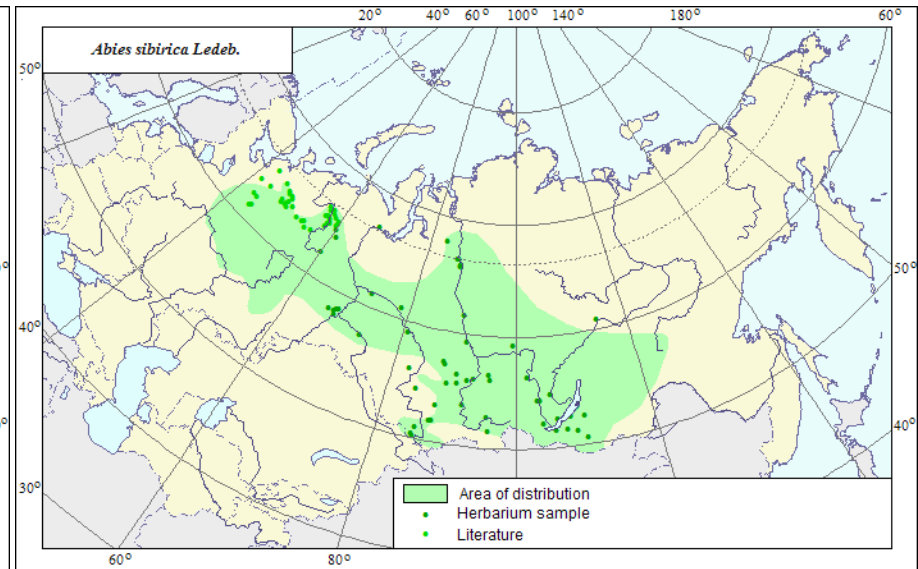 20° 40° 60° 100° 140° 180° 60°
Abies sibirica Ledeb.
50°
50°
40°
40°
30°
Area of distribution
Herbarium sample
Literature
60° 80°